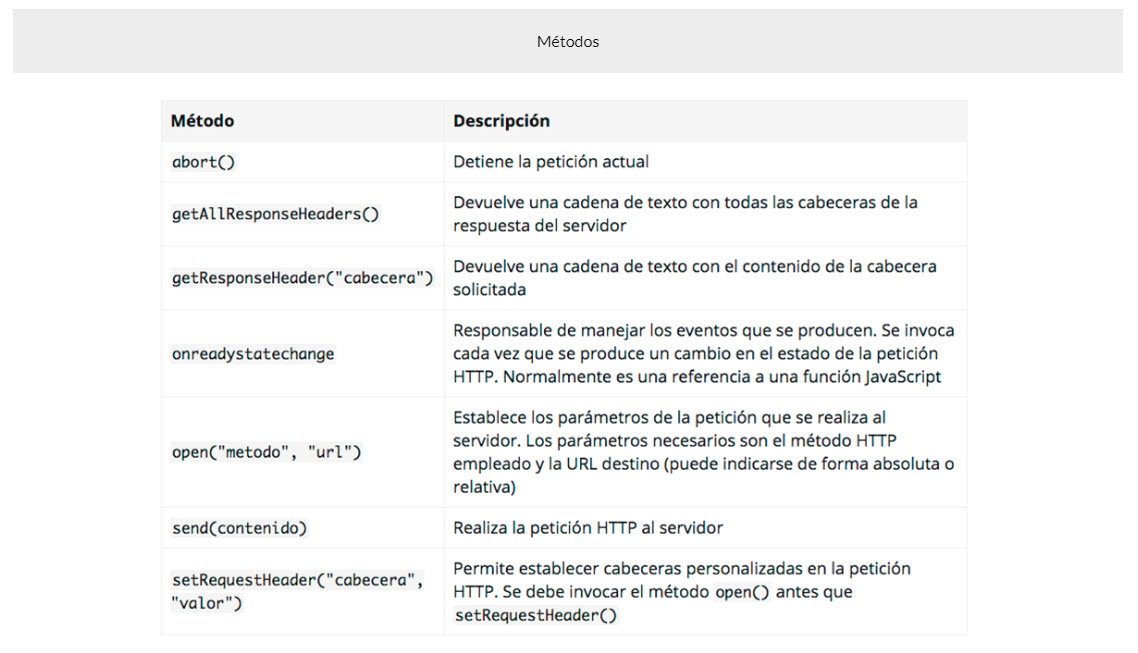 Métodos
Método Descripción
abort() Detiene la petición actual
getAllResponseHeaders() Devuelve una cadena de texto con todas las cabeceras de la
respuesta del servidor
getResponseHeader("cabecera") Devuelve una cadena de texto con el contenido de la cabecera
solicitada
onreadystatechange Responsable de manejar los eventos que se producen. Se invoca
cada vez que se produce un cambio en el estado de la petición
HTTP. Normalmente es una referencia a una función JavaScript
open("metodo", "url") Establece los parámetros de la petición que se realiza al
servidor. Los parámetros necesarios son el método HTTP
empleado y la URL destino (puede indicarse de forma absoluta o
relativa)
send(contenido) Realiza la petición HTTP al servidor
setRequestHeader("cabecera",
"valor") Permite establecer cabeceras personalizadas en la petición
HTTP. Se debe invocar el método open() antes que
setRequestHeader()